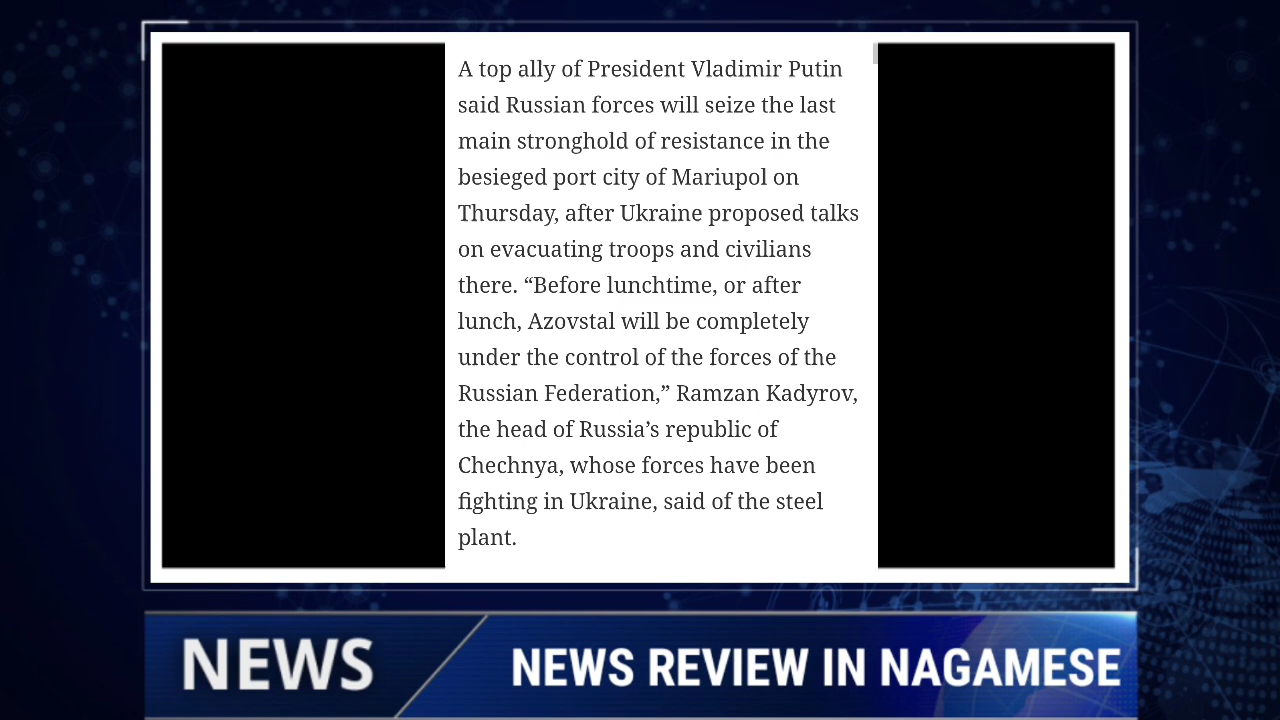 A top ally of President Vladimir Putin
said Russian forces will seize the last
main stronghold of resistance in the
besieged port city of Mariupol on
Thursday, after Ukraine proposed talks
on evacuating troops and civilians
there. “Before lunchtime, or after
lunch, Azovstal will be completely
under the control of the forces of the
Russian Federation,” Ramzan Kadyrov,
the head of Russia’s republic of
Chechnya, whose forces have been
fighting in Ukraine, said of the steel
plant.
NEWS
NEWS REVIEW IN NAGAMESE